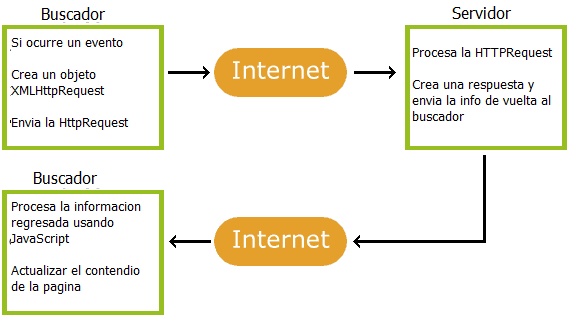 Buscador
Si ocurre un evento
Crea un objeto
XMLHttpRequest
Envia la HttpRequest
Internet
Servidor
Procesa la HTTPRequest
Crea una respuesta y
envia la info de vuelta al
buscador
Buscador
Procesa la informacion
regresada usando
JavaScript
Actualizar el contendio
de la pagina
Internet